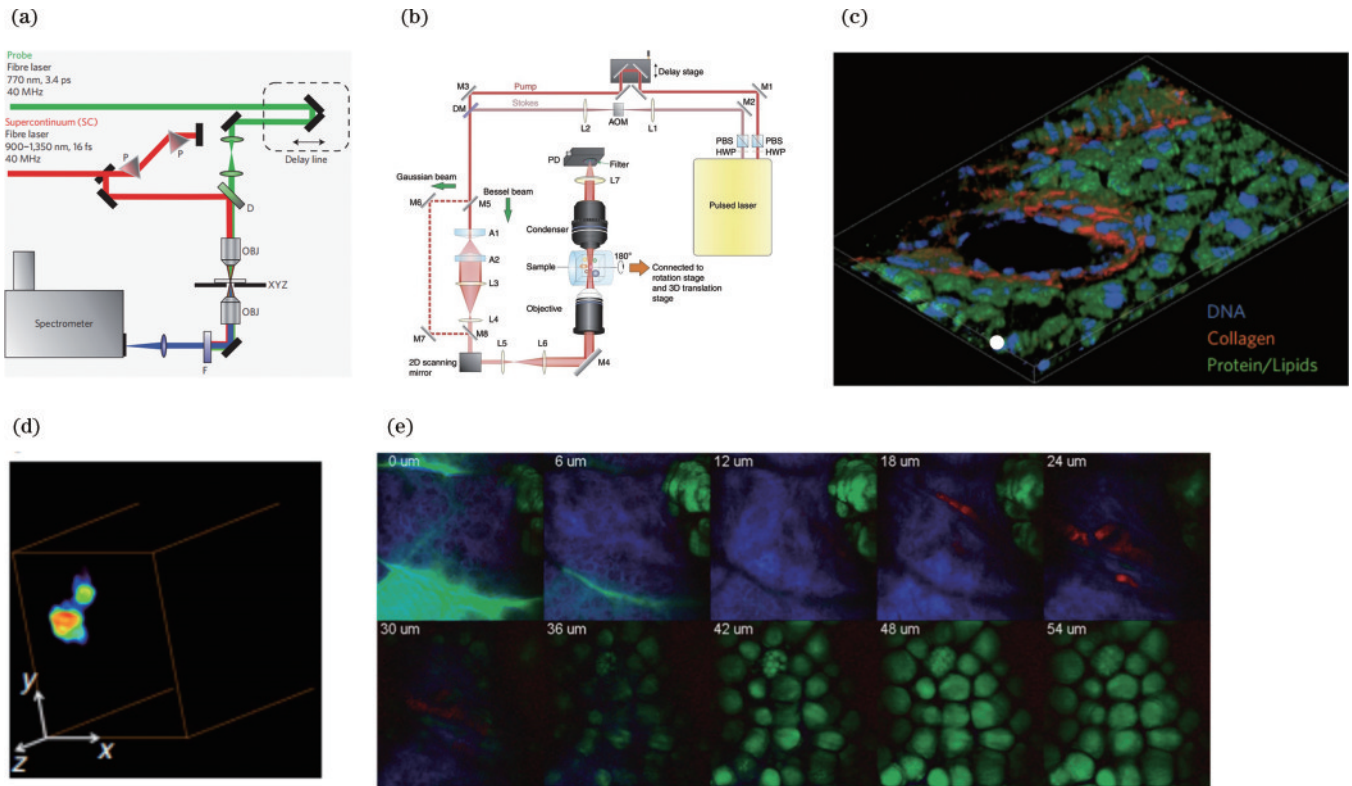 (a)
Probe
Fibre laser
770 nm, 3.4 ps
40 MHz
Supercontinuum (SC)
Fibre laser
900–1,350 nm, 16 fs
40 MHz
P
P
Delay line
D
OBJ
XYZ
OBJ
Spectrometer
F
(b)
Delay stage
M3
Pump
M1
DM
Stokes
M2
L2
AOM
L1
PBS
PBS
HWP
HWP
PD
Filter
L7
Gaussian beam
Bessel beam
M6
M5
Pulsed laser
Condenser
A1
A2
Sample
180°
L3
Connected to
rotation stage
and 3D translation
stage
Objective
L4
M7
M8
L5
L6
2D scanning
mirror
M4
(c)
DNA
Collagen
Protein/Lipids
(d)
y
z
x
(e)
0 um
6 um
12 um
18 um
24 um
30 um
36 um
42 um
48 um
54 um